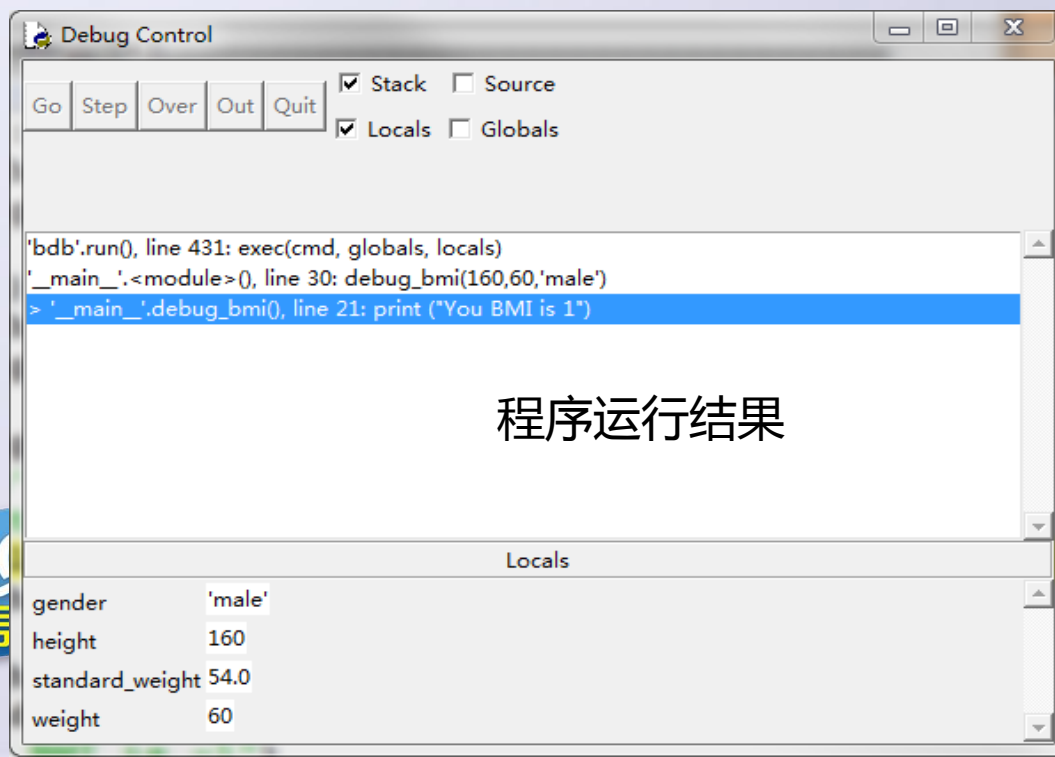 Debug Control
Go Step Over Out Quit
Stack Source
Locals Globals
'bdb'.run(), line 431: exec(cmd, globals, locals)
'__main__'.<module>(), line 30: debug_bmi(160,60,'male')
> '__main__'.debug_bmi(), line 21: print ("You BMI is 1")
程序运行结果
Locals
gender 'male'
height 160
standard_weight 54.0
weight 60